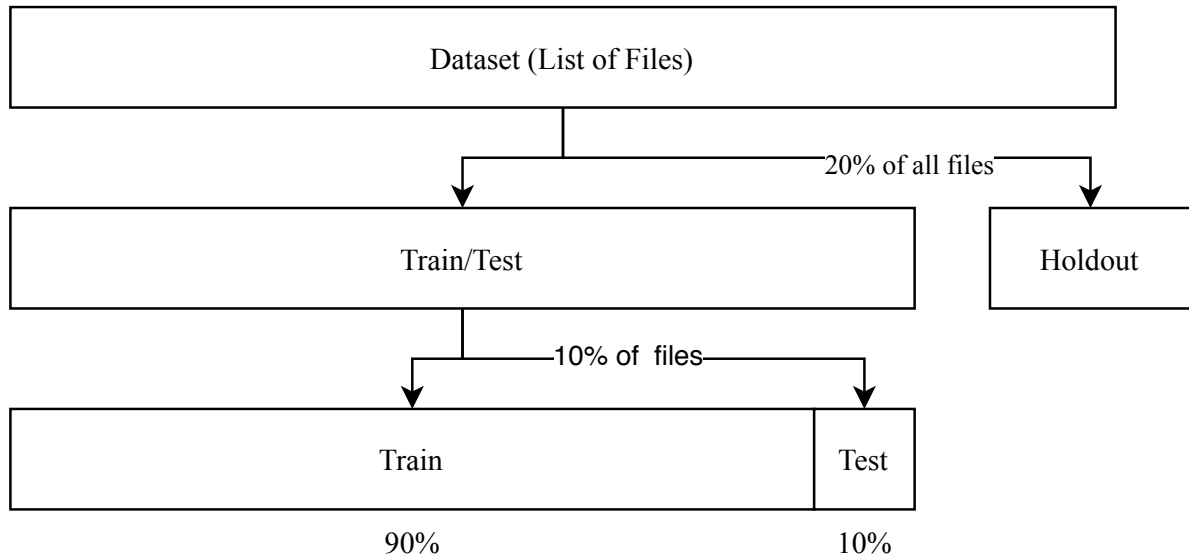 Dataset (List of Files)
20% of all files
Train/Test
Holdout
10% of  files
Train
Test
90%
10%